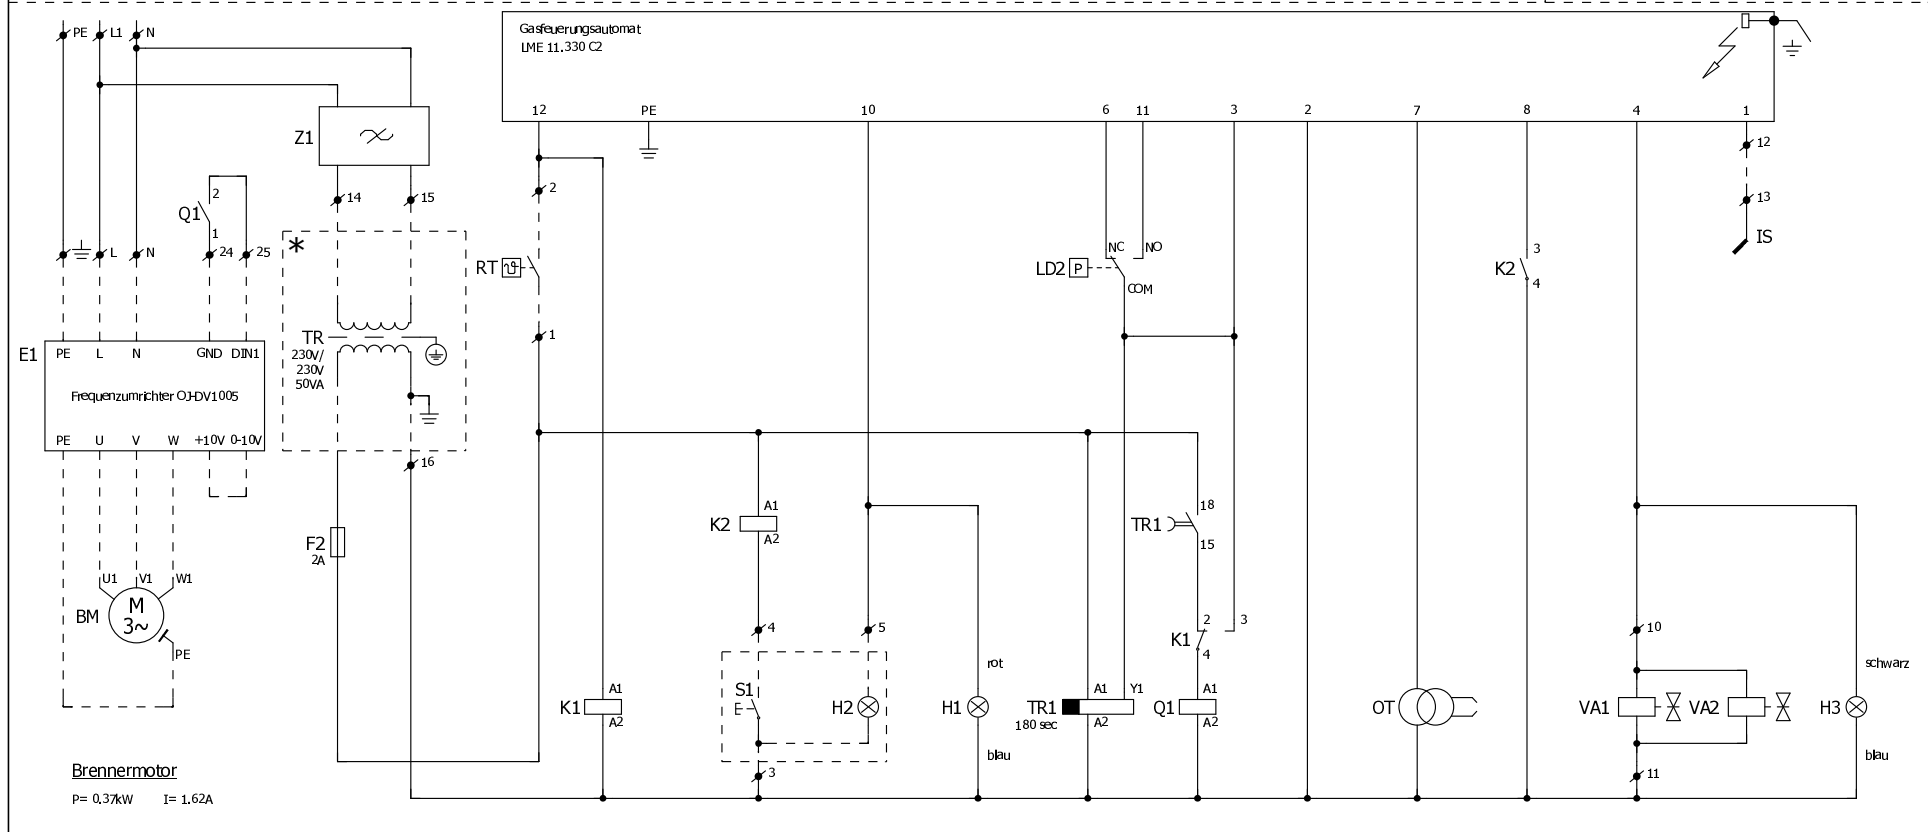 PE L1 N
Gasfeuerungsautomat
LME 11.330 C2
12 PE 10 6 11 3 2 7 8 4 1
Z1
14 15
2
12
13
IS
Q1
2
1
L N 24 25
*
RT
LD2 P
NC NO
COM
K2
3
4
1
TR
230V/
230V
50VA
E1
PE L N GND DIN1
Frequenzumrichter OJ-DV1005
PE U V W +10V 0-10V
16
F2
2A
K2
A1
A2
TR1
18
15
U1 V1 W1
BM
M
3~
PE
4 5
K1
2 3
4
10
rot
schwarz
K1
A1
A2
S1
E
H2
H1
TR1
180 sec
A1 Y1
A2
Q1
A1
A2
OT
VA1
VA2
H3
blau
blau
3
11
Brennermotor
P= 0.37kW I= 1.62A